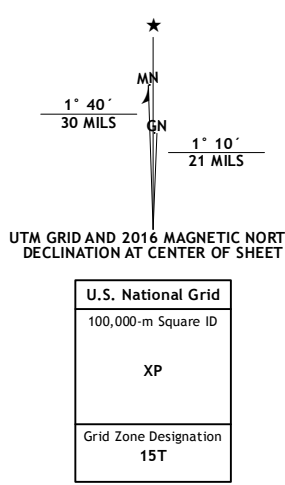 MN
1° 40´
30 MILS
GN
1° 10´
21 MILS
UTM GRID AND 2016 MAGNETIC NORT
DECLINATION AT CENTER OF SHEET
U.S. National Grid
100,000-m Square ID
XP
Grid Zone Designation
15T